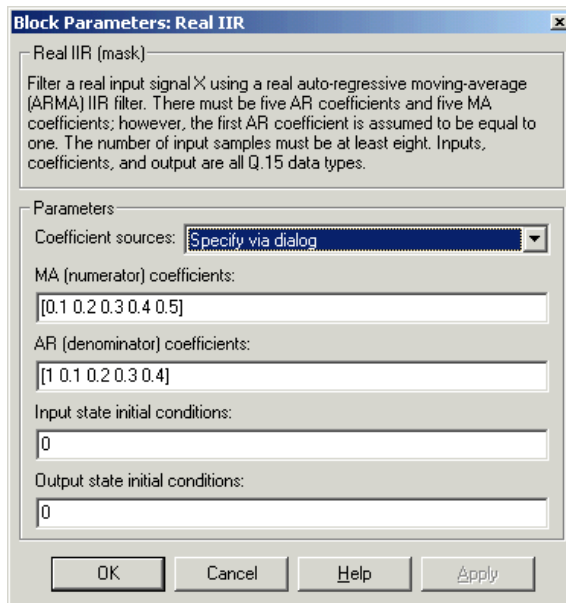 Block Parameters: Real IIR
Real IIR (mask)
Filter a real input signal X using a real auto-regressive moving-average
(ARMA) IIR filter. There must be five AR coefficients and five MA
coefficients; however, the first AR coefficient is assumed to be equal to
one. The number of input samples must be at least eight. Inputs,
coefficients, and output are all Q.15 data types.
Parameters
Coefficient sources: Specify via dialog
MA (numerator) coefficients:
[0.1 0.2 0.3 0.4 0.5]
AR (denominator) coefficients:
[1 0.1 0.2 0.3 0.4]
Input state initial conditions:
0
Output state initial conditions:
0
OK Cancel Help Apply